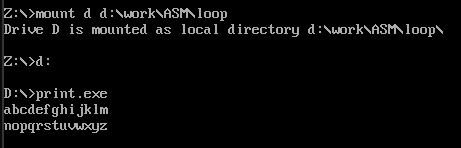 Z:\>mount d d:\work\ASM\loop
Drive D is mounted as local directory d:\work\ASM\loop\
Z:\>d:
D:\>print.exe
abcdefghijklm
nopqrstuvwxyz